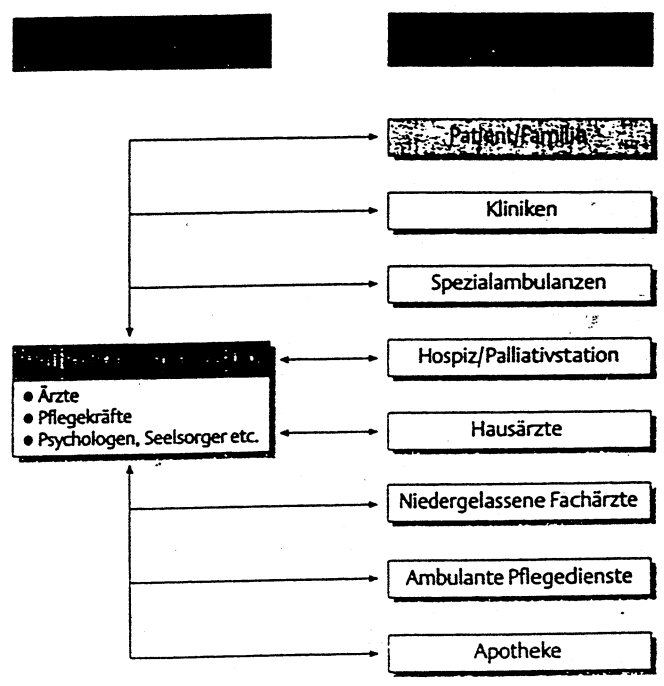 Patient/Familie
Kliniken
Spezialambulanzen
Hospiz/Palliativstation
● Ärzte
● Pflegekräfte
● Psychologen, Seelsorger etc.
Hausärzte
Niedergelassene Fachärzte
Ambulante Pflegedienste
Apotheke